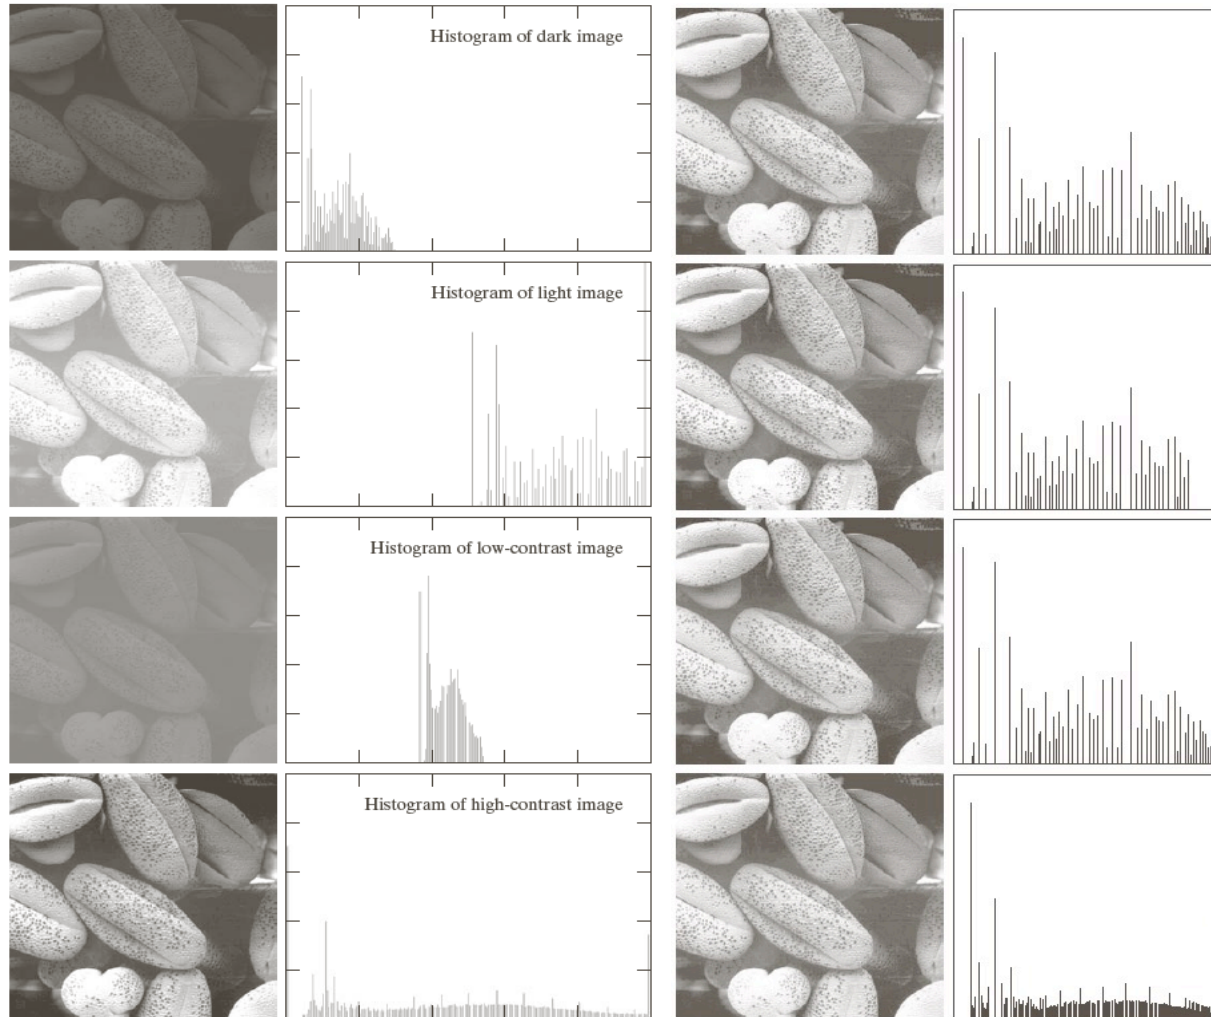 Histogram of dark image
Histogram of light image
Histogram of low-contrast image
Histogram of high-contrast image